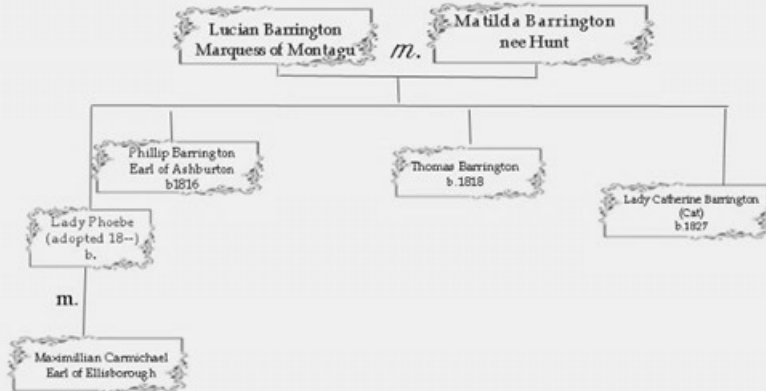 Lucian Barrington
Marquess of Montagu
m.
Matilda Barrington
nee Hunt
Phillip Barrington
Earl of Ashburton
b1816
Thomas Barrington
b.1818
Lady Catherine Barrington
(Cat)
b.1827
Lady Phoebe
(adopted 18--)
b.
m.
Maximillian Carmichael
Earl of Ellisborough